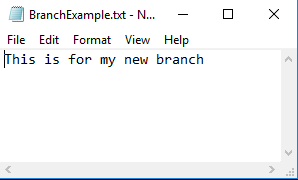 BranchExample.txt - N...
File Edit Format View Help
This is for my new branch